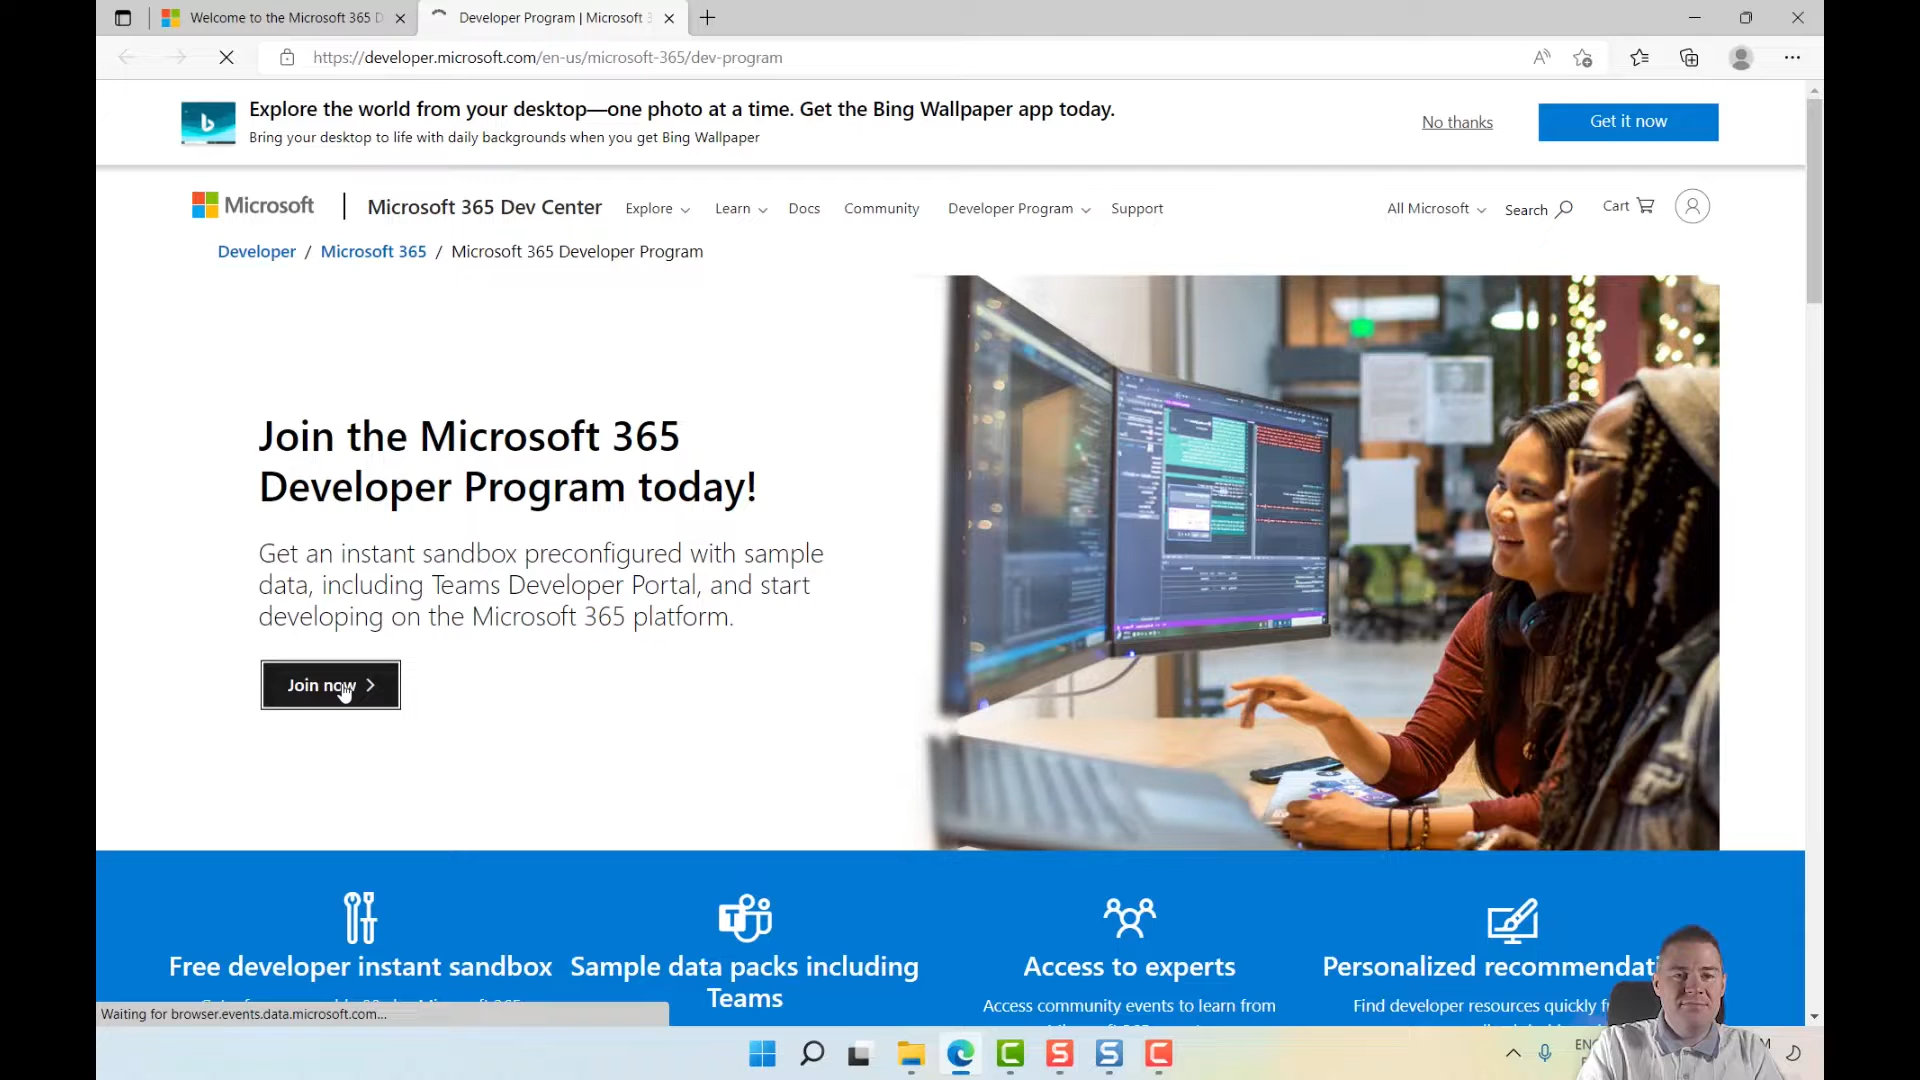 Welcome to the Microsoft 365 D
Developer Program | Microsoft 3
https://developer.microsoft.com/en-us/microsoft-365/dev-program
Explore the world from your desktop—one photo at a time. Get the Bing Wallpaper app today.
Bring your desktop to life with daily backgrounds when you get Bing Wallpaper
No thanks
Get it now
Microsoft
Microsoft 365 Dev Center
Explore
Learn
Docs
Community
Developer Program
Support
All Microsoft
Search
Cart
Developer / Microsoft 365 / Microsoft 365 Developer Program
Join the Microsoft 365
Developer Program today!
Get an instant sandbox preconfigured with sample
data, including Teams Developer Portal, and start
developing on the Microsoft 365 platform.
Join now
Free developer instant sandbox
Sample data packs including
Teams
Access to experts
Access community events to learn from
Personalized recommendati
Find developer resources quickly
Waiting for browser.events.data.microsoft.com...